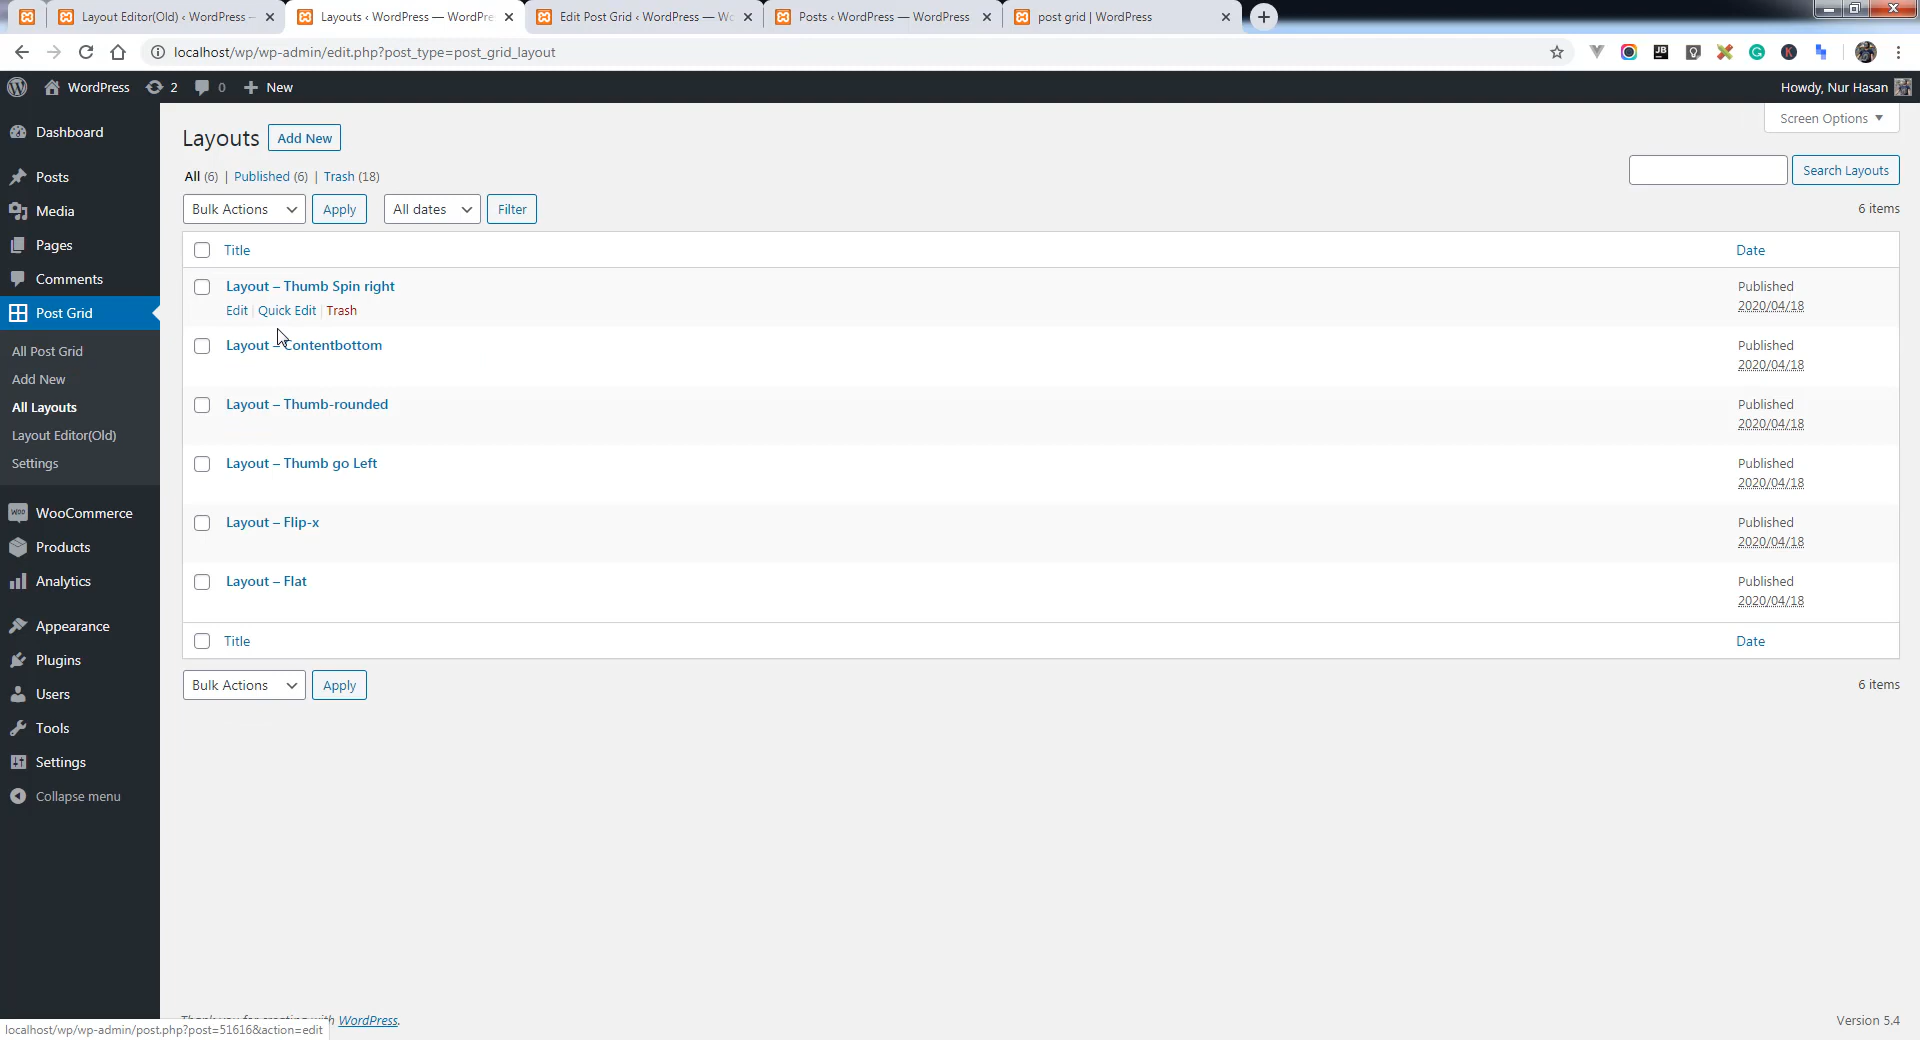 Layout Editor(Old) ‹ WordPress —
Layouts ‹ WordPress — WordPre
Edit Post Grid ‹ WordPress — Wo
Posts ‹ WordPress — WordPress
post grid | WordPress
localhost/wp/wp-admin/edit.php?post_type=post_grid_layout
WordPress
2
0
New
Howdy, Nur Hasan
Dashboard
Posts
Media
Pages
Comments
Post Grid
All Post Grid
Add New
All Layouts
Layout Editor(Old)
Settings
WooCommerce
Products
Analytics
Appearance
Plugins
Users
Tools
Settings
Collapse menu
Screen Options
Layouts Add New
All (6) | Published (6) | Trash (18)
Search Layouts
Bulk Actions Apply All dates Filter
6 items
Title Date
Layout – Thumb Spin right
Edit | Quick Edit | Trash
Published
2020/04/18
Layout – Contentbottom
Published
2020/04/18
Layout – Thumb-rounded
Published
2020/04/18
Layout – Thumb go Left
Published
2020/04/18
Layout – Flip-x
Published
2020/04/18
Layout – Flat
Published
2020/04/18
Title Date
Bulk Actions Apply
6 items
Thank you for creating with WordPress.
Version 5.4
localhost/wp/wp-admin/post.php?post=51616&action=edit